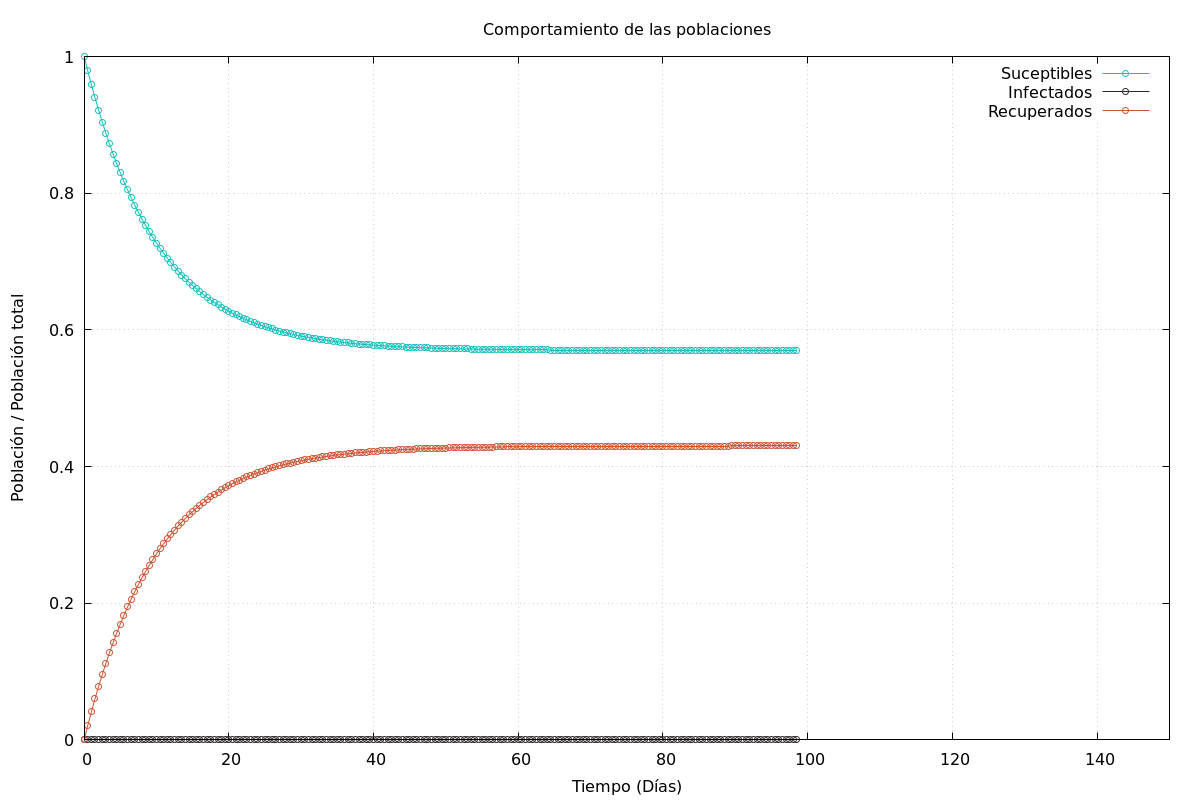 Comportamiento de las poblaciones
Suceptibles
Infectados
Recuperados
Población / Población total
1
0.8
0.6
0.4
0.2
0
0 20 40 60 80 100 120 140
Tiempo (Días)